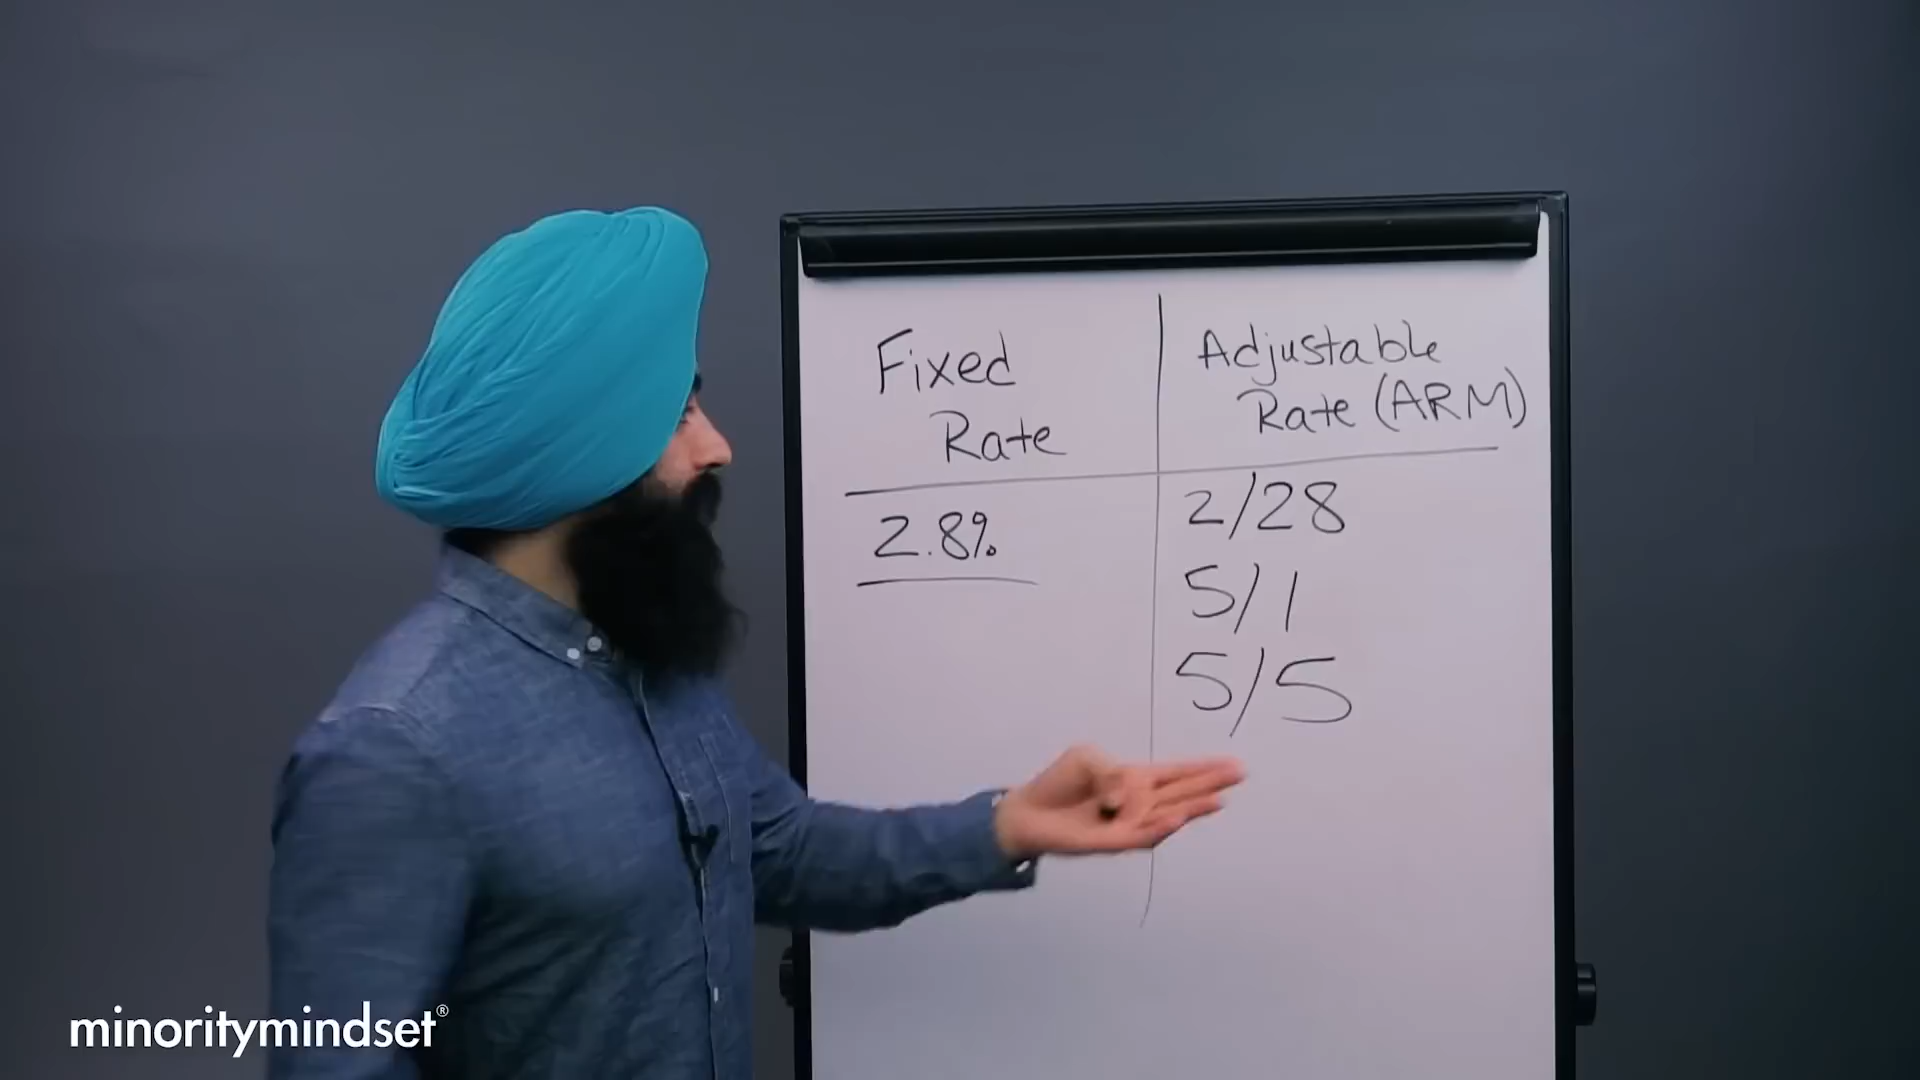 Fixed
Rate
2.8%
Adjustable
Rate (ARM)
2/28
5/1
5/5
minoritymindset®